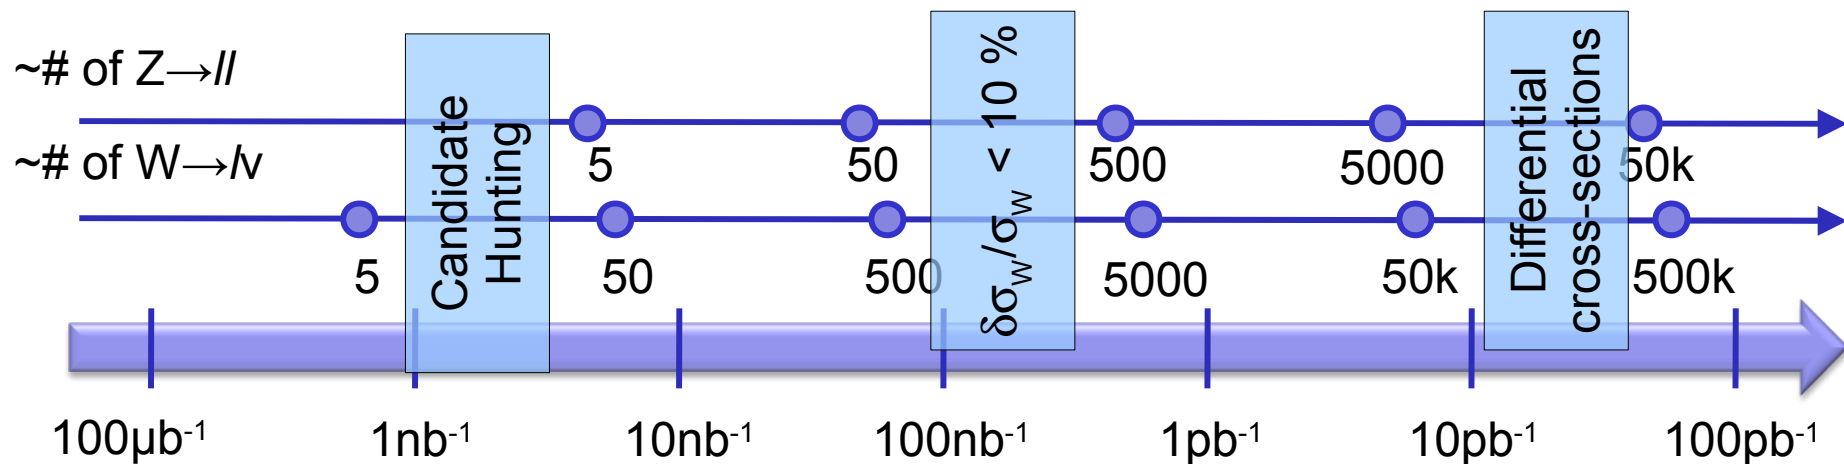 ~# of Z→ll
5 50 500 5000 50k
~# of W→lν
5 50 500 5000 50k 500k
Candidate
Hunting
δσW/σW < 10 %
Differential
cross-sections
100µb-1 1nb-1 10nb-1 100nb-1 1pb-1 10pb-1 100pb-1